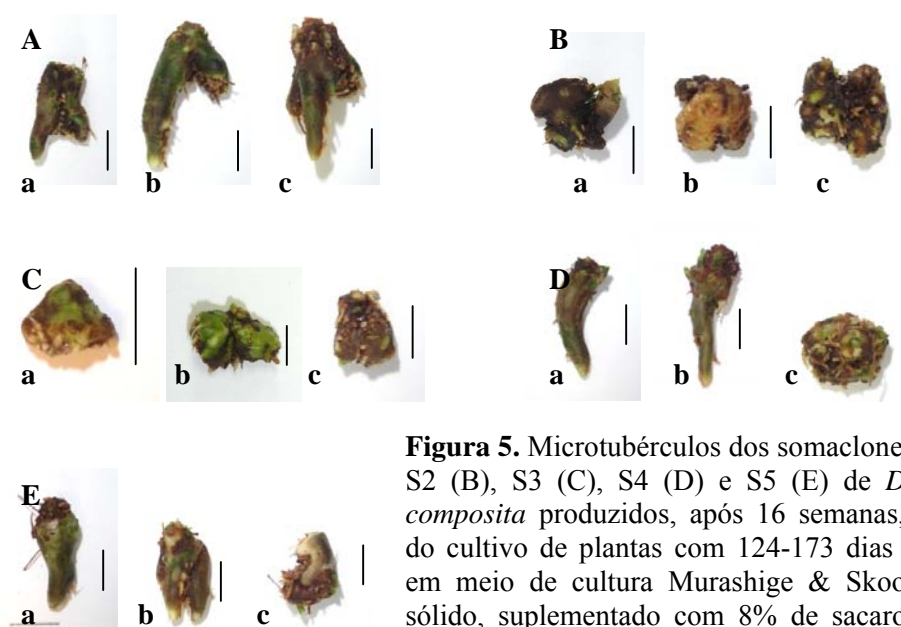 A
B
a
b
c
a
b
c
C
D
a
b
c
a
b
c
E
a
b
c
Figura 5. Microtubérculos dos somaclone
S2 (B), S3 (C), S4 (D) e S5 (E) de D
composita produzidos, após 16 semanas,
do cultivo de plantas com 124-173 dias
em meio de cultura Murashige & Skoo
sólido, suplementado com 8% de sacaro